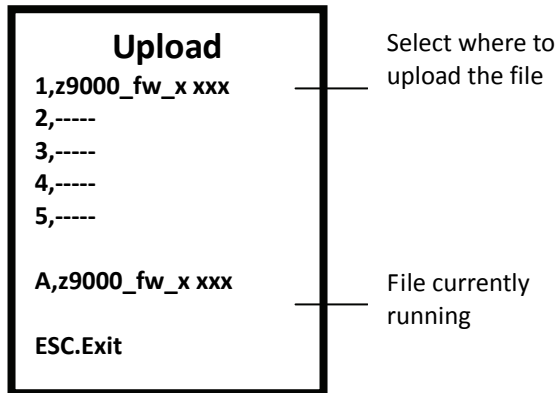 Upload
1,z9000_fw_x xxx
2,-----
3,-----
4,-----
5,-----
A,z9000_fw_x xxx
ESC.Exit
Select where to
upload the file
File currently
running